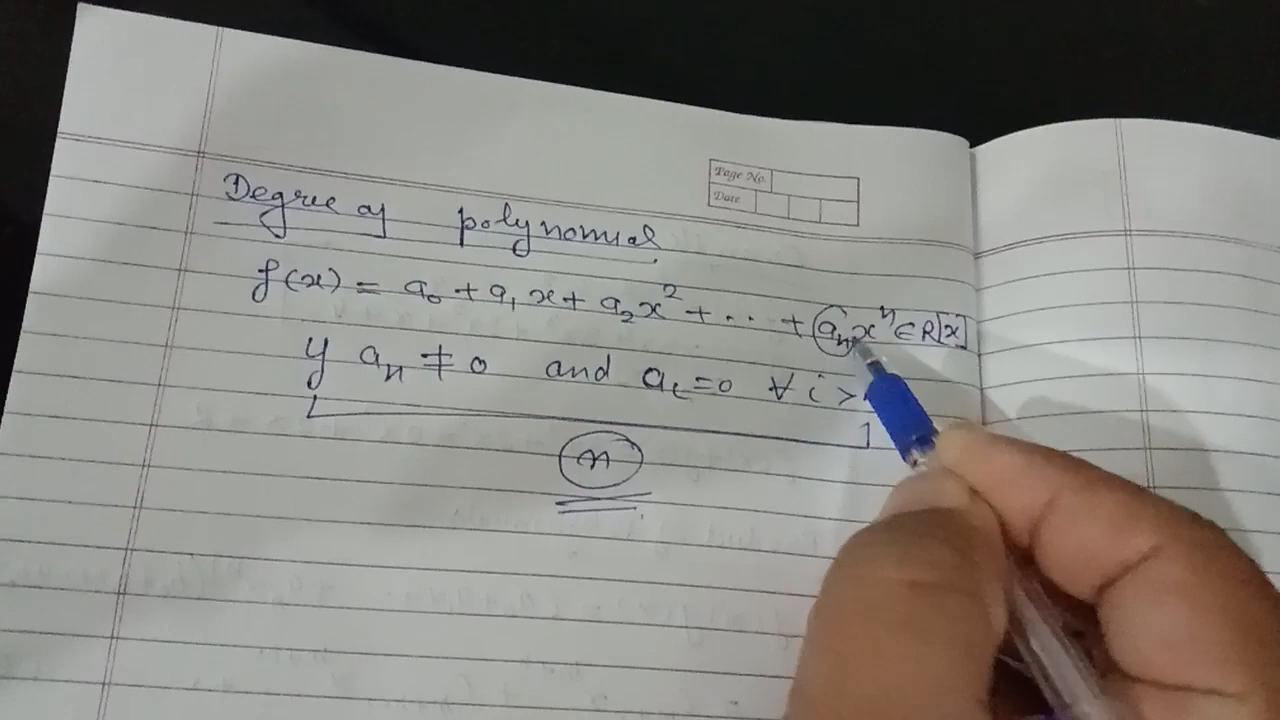 Page No.
Date
Degree of polynomial
f(x) = a₀ + a₁x + a₂x² + ... + aₙxⁿ ∈ R[x]
if aₙ ≠ 0 and aᵢ = 0 ∀ i >
n